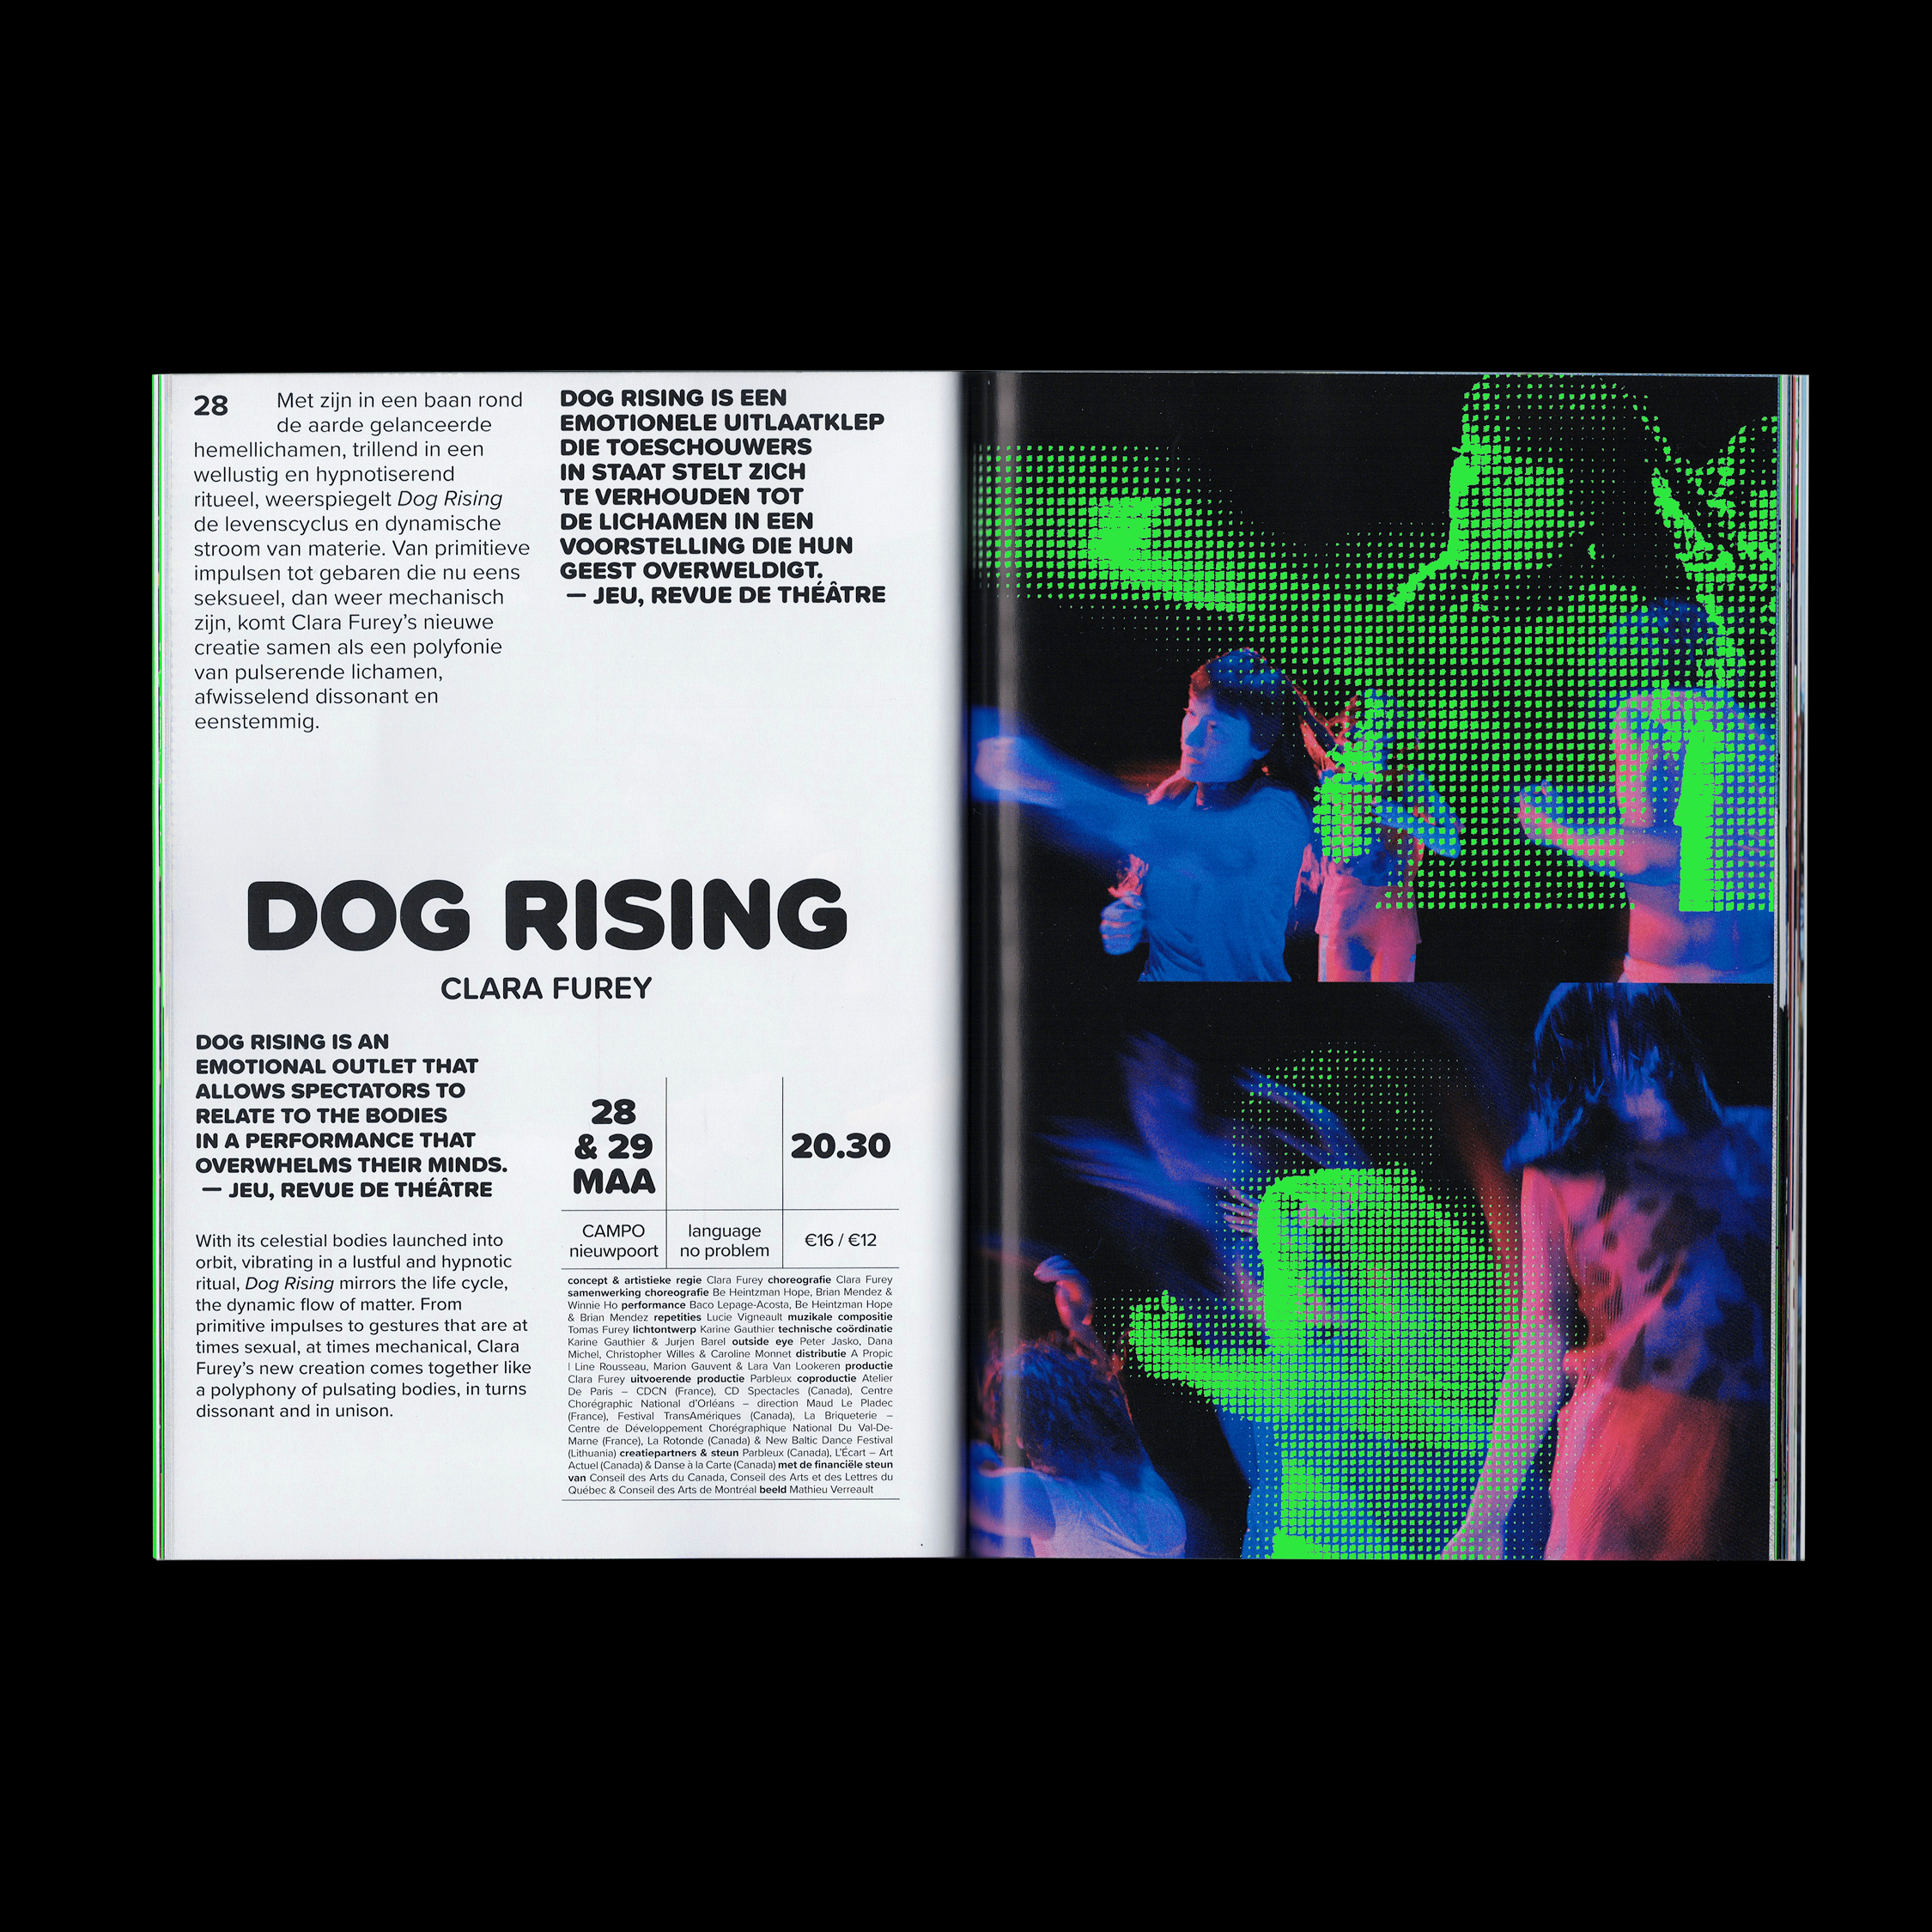 28
Met zijn in een baan rond
de aarde gelanceerde
hemellichamen, trillend in een
wellustig en hypnotiserend
ritueel, weerspiegelt Dog Rising
de levenscyclus en dynamische
stroom van materie. Van primitieve
impulsen tot gebaren die nu eens
seksueel, dan weer mechanisch
zijn, komt Clara Furey’s nieuwe
creatie samen als een polyfonie
van pulserende lichamen,
afwisselend dissonant en
eenstemmig.
DOG RISING IS EEN
EMOTIONELE UITLAATKLEP
DIE TOESCHOUWERS
IN STAAT STELT ZICH
TE VERHOUDEN TOT
DE LICHAMEN IN EEN
VOORSTELLING DIE HUN
GEEST OVERWELDIGT.
— JEU, REVUE DE THÉÂTRE
DOG RISING
CLARA FUREY
DOG RISING IS AN
EMOTIONAL OUTLET THAT
ALLOWS SPECTATORS TO
RELATE TO THE BODIES
IN A PERFORMANCE THAT
OVERWHELMS THEIR MINDS.
— JEU, REVUE DE THÉÂTRE
With its celestial bodies launched into
orbit, vibrating in a lustful and hypnotic
ritual, Dog Rising mirrors the life cycle,
the dynamic flow of matter. From
primitive impulses to gestures that are at
times sexual, at times mechanical, Clara
Furey’s new creation comes together like
a polyphony of pulsating bodies, in turns
dissonant and in unison.
28
& 29
MAA
20.30
CAMPO
nieuwpoort
language
no problem
€16 / €12
concept & artistieke regie Clara Furey choreografie Clara Furey
samenwerking choreografie Be Heintzman Hope, Brian Mendez &
Winnie Ho performance Baco Lepage-Acosta, Be Heintzman Hope
& Brian Mendez repetities Lucie Vigneault muzikale compositie
Tomas Furey lichtontwerp Karine Gauthier technische coördinatie
Karine Gauthier & Jurjen Barel outside eye Peter Jasko, Dana
Michel, Christopher Willes & Caroline Monnet distributie A Propic
| Line Rousseau, Marion Gauvent & Lara Van Lookeren productie
Clara Furey uitvoerende productie Parbleux coproductie Atelier
De Paris – CDCN (France), CD Spectacles (Canada), Centre
Chorégraphic National d’Orléans – direction Maud Le Pladec
(France), Festival TransAmériques (Canada), La Briqueterie –
Centre de Développement Chorégraphique National Du Val-De-
Marne (France), La Rotonde (Canada) & New Baltic Dance Festival
(Lithuania) creatiepartners & steun Parbleux (Canada), L’Écart – Art
Actuel (Canada) & Danse à la Carte (Canada) met de financiële steun
van Conseil des Arts du Canada, Conseil des Arts et des Lettres du
Québec & Conseil des Arts de Montréal beeld Mathieu Verreault